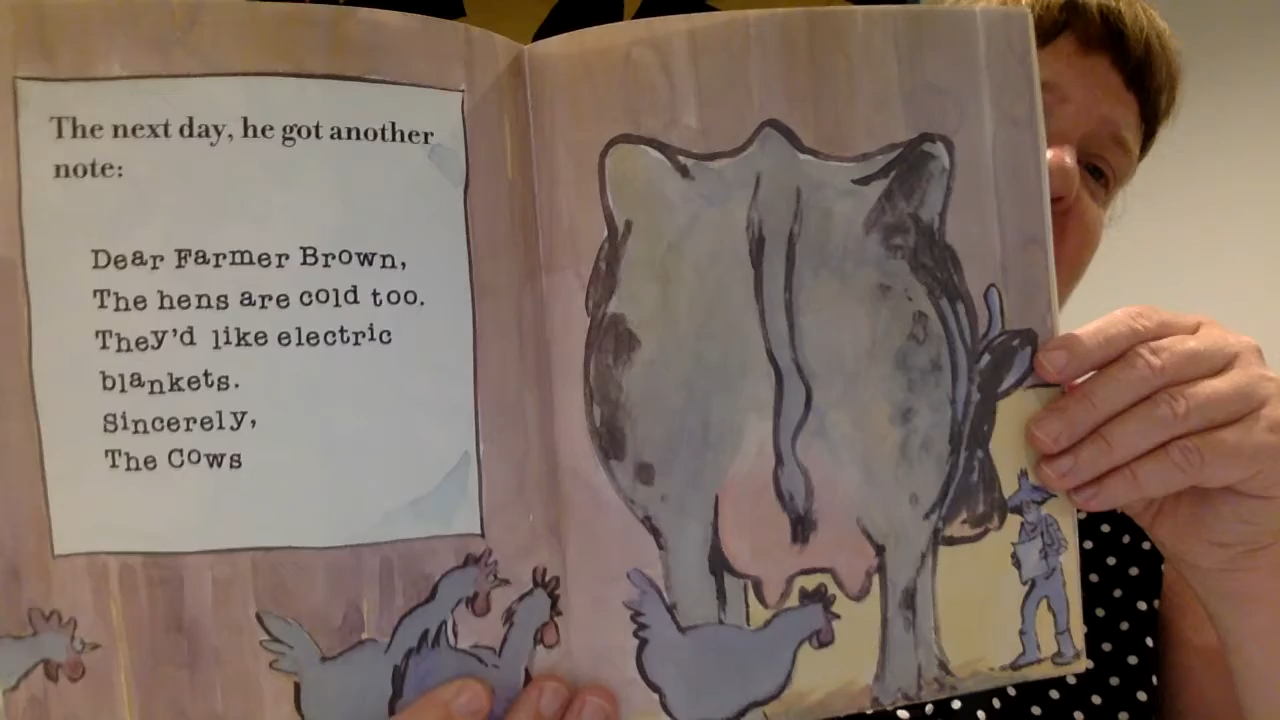 The next day, he got another
note:
Dear Farmer Brown,
The hens are cold too.
They'd like electric
blankets.
Sincerely,
The Cows